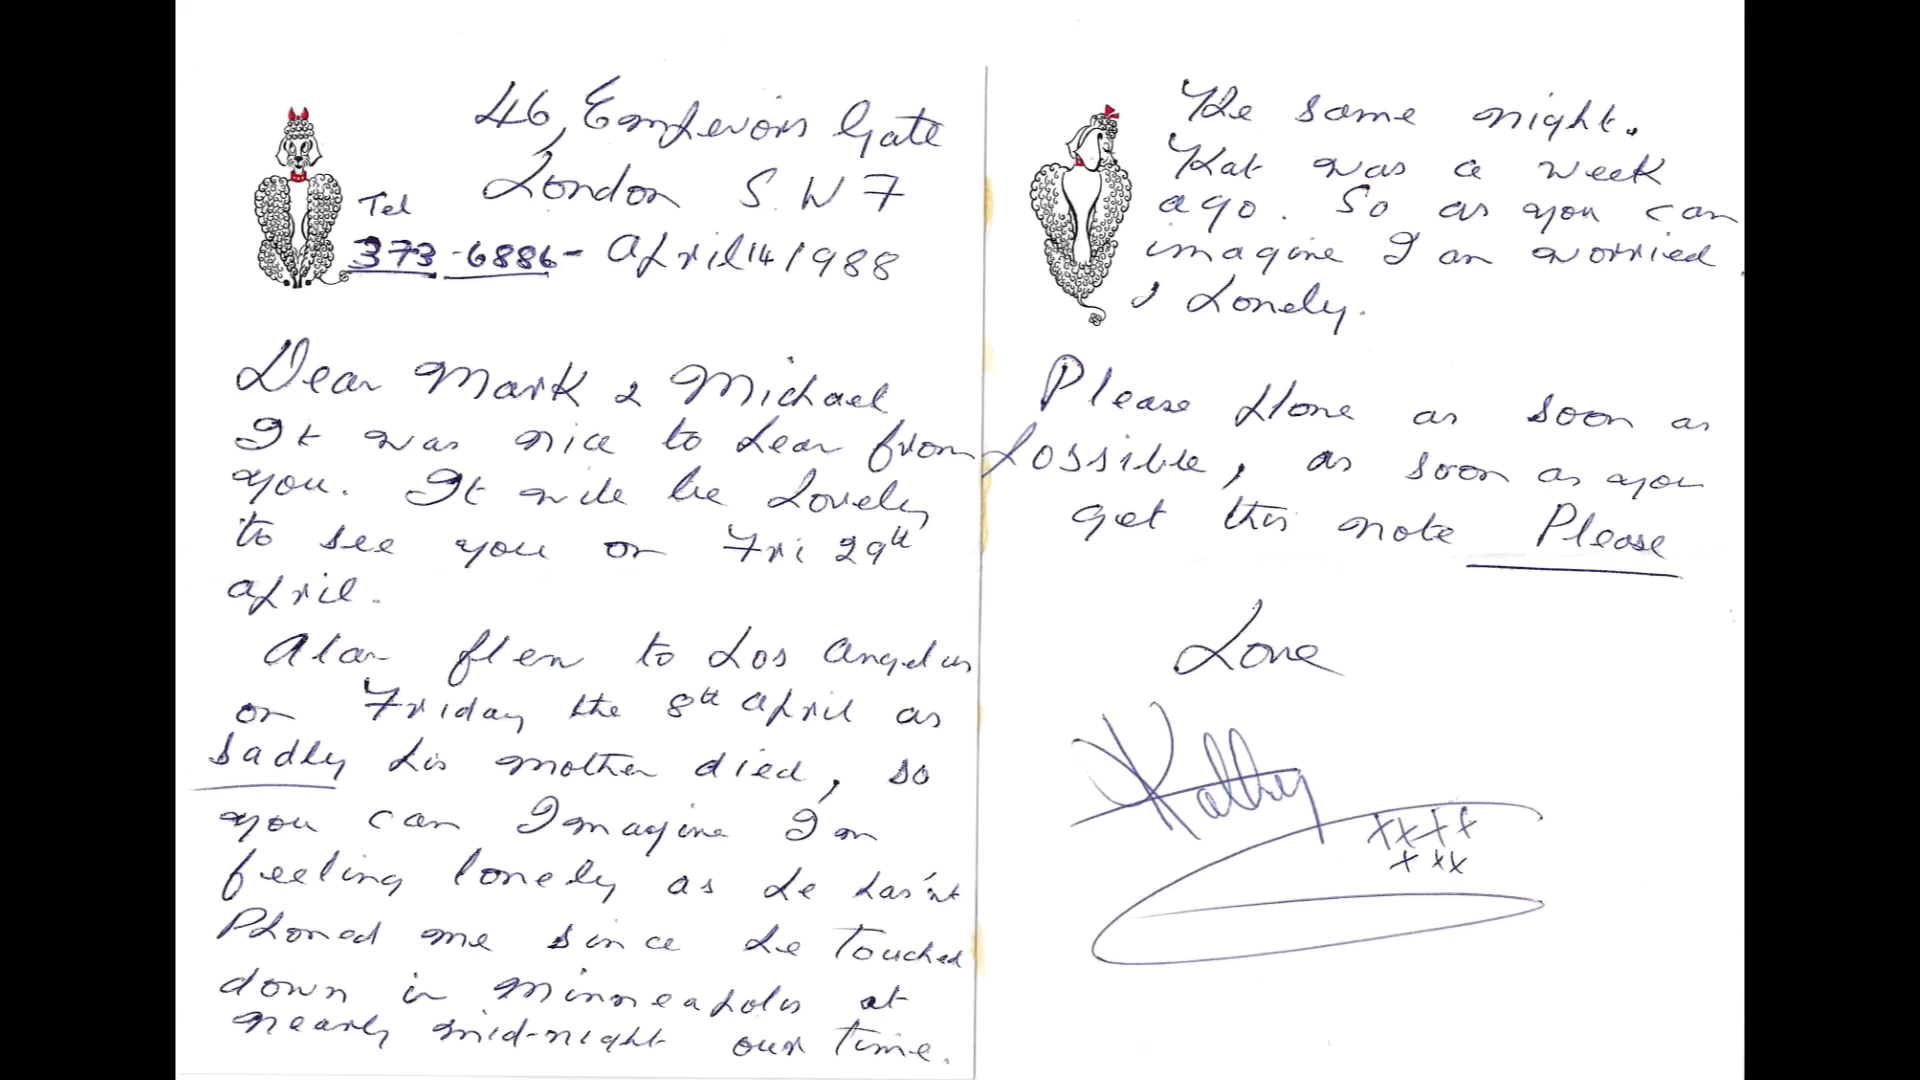 46, Emperors Gate
London S.W 7
Tel
373-6886- April 14 1988
Dear Mark & Michael
It was nice to hear from
you. It will be Lovely
to see you on Fri 29th
April.
Alan flew to Los Angelus
on Friday the 8th April as
sadly his mother died, so
you can Imagine I'm
feeling lonely as he has'nt
Phoned me since he Touched
down in Minneapolis at
nearly mid-night our Time.
The same night.
That was a week
ago. So as you can
imagine I am worried
& Lonely.
Please Phone as soon as
Possible, as soon as you
get this note Please
Love
Kathy
xxxx
xxx